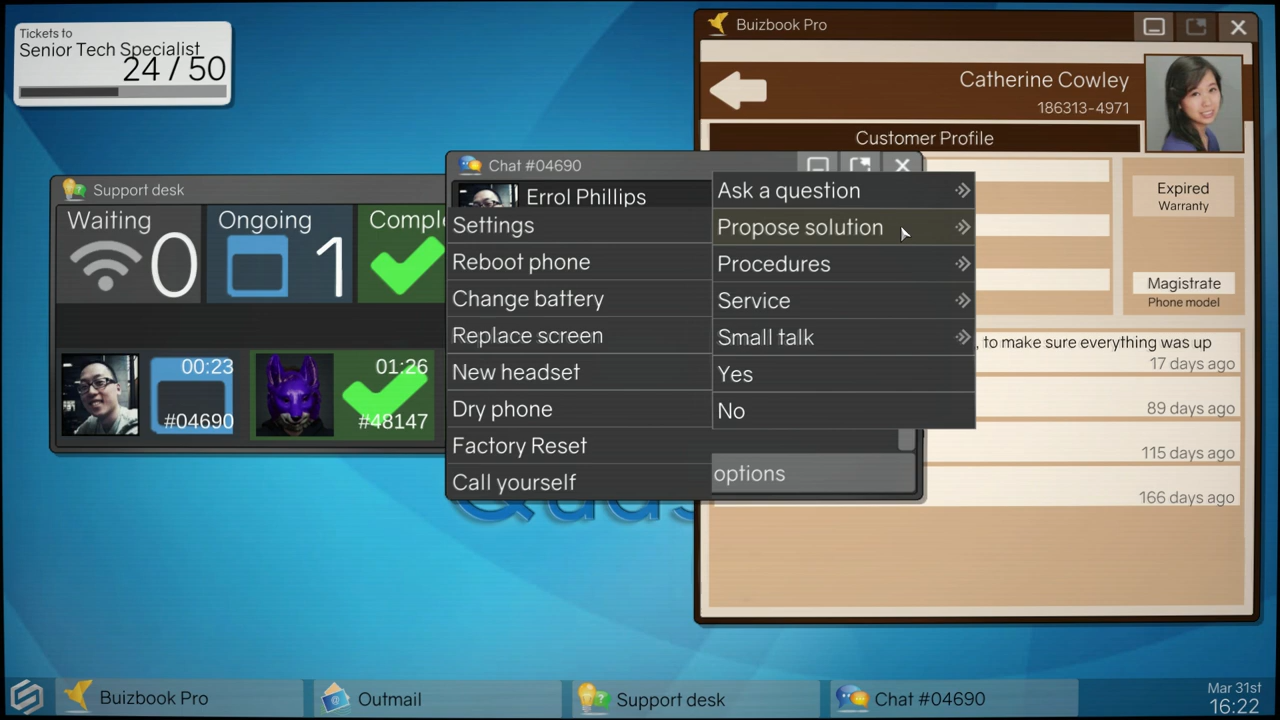 Tickets to
Senior Tech Specialist
24 / 50
Buizbook Pro
Catherine Cowley
186313-4971
Customer Profile
Expired
Warranty
Magistrate
Phone model
, to make sure everything was up
17 days ago
89 days ago
115 days ago
166 days ago
Support desk
Waiting
0
Ongoing
1
Comple
00:23
#04690
01:26
#48147
Chat #04690
Errol Phillips
Settings
Reboot phone
Change battery
Replace screen
New headset
Dry phone
Factory Reset
Call yourself
Ask a question
Propose solution
Procedures
Service
Small talk
Yes
No
options
Buizbook Pro
Outmail
Support desk
Chat #04690
Mar 31st
16:22